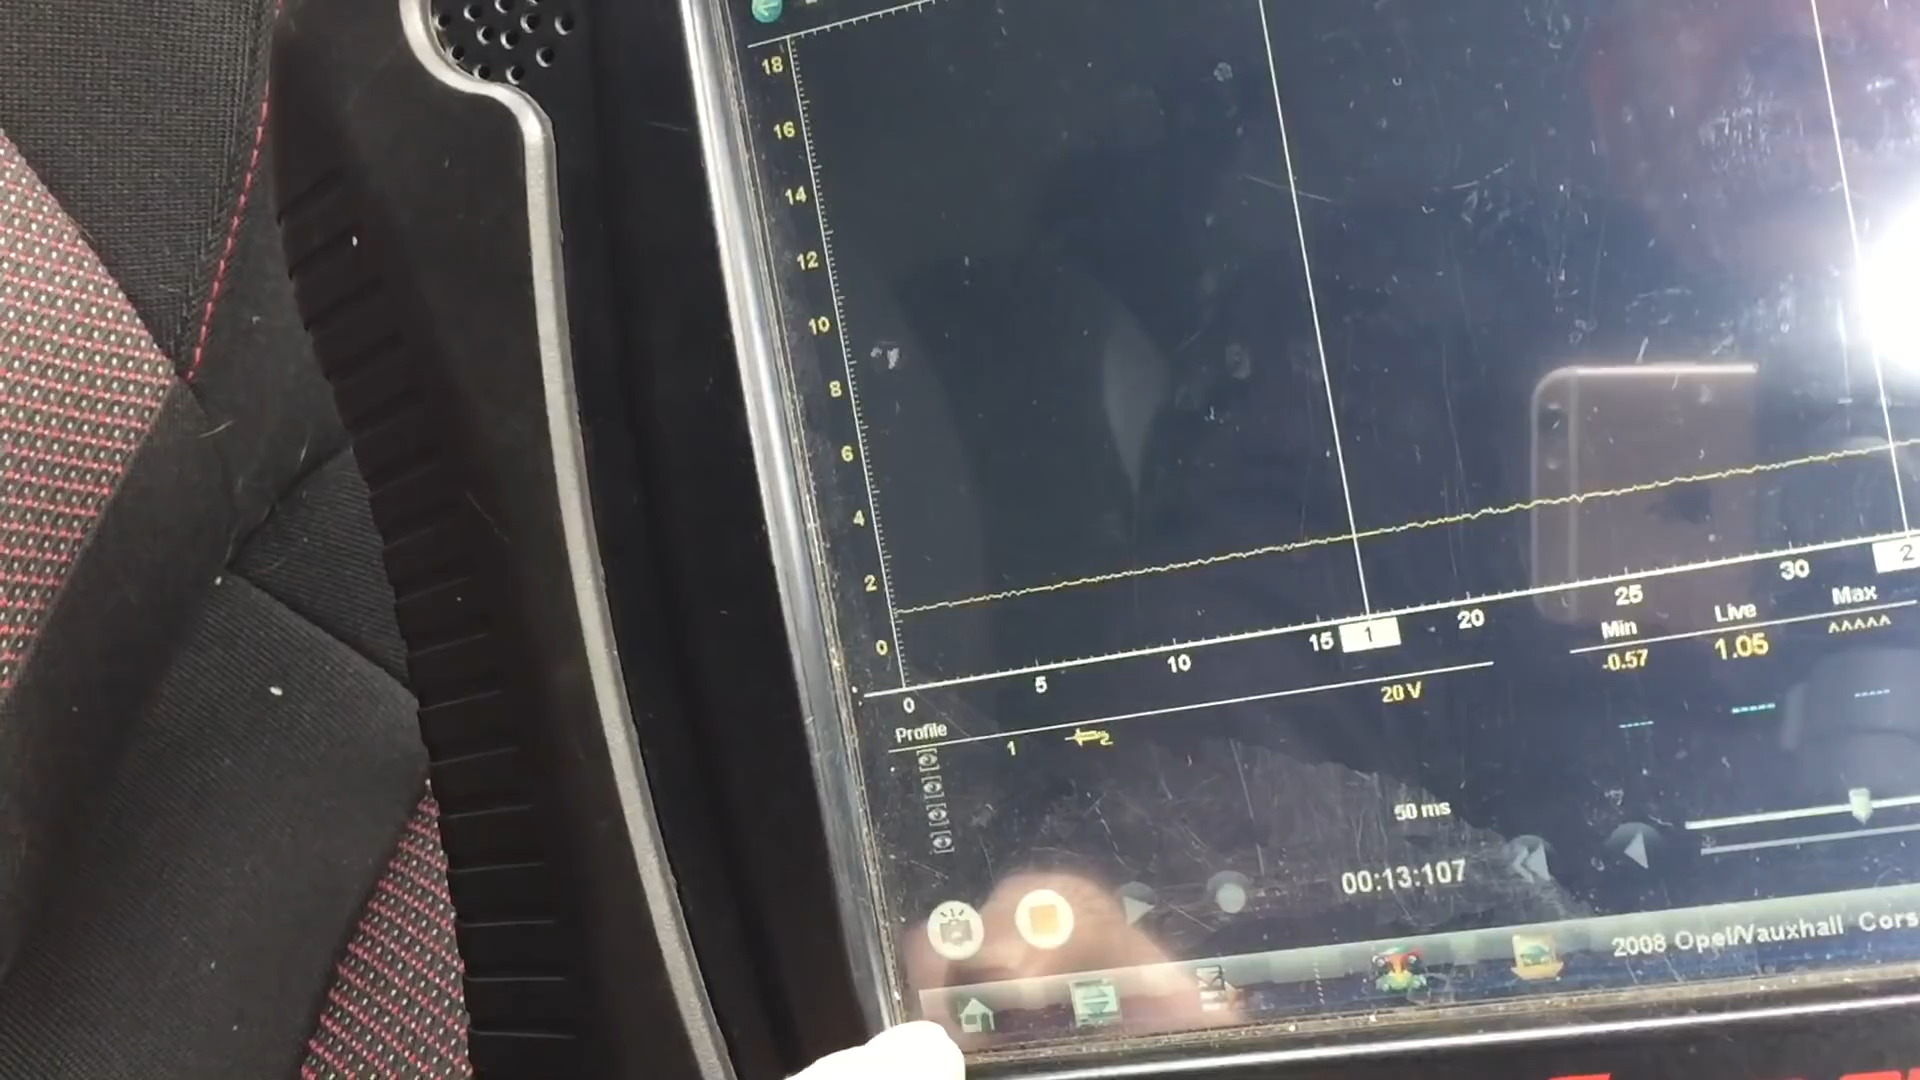 18
16
14
12
10
8
6
4
2
0
0 5 10 15 1 20 25 30 2
Min Live Max
-0.57 1.05 ^^^^^
20 V
Profile
1
50 ms
00:13:107
2008 Opel/Vauxhall Cors